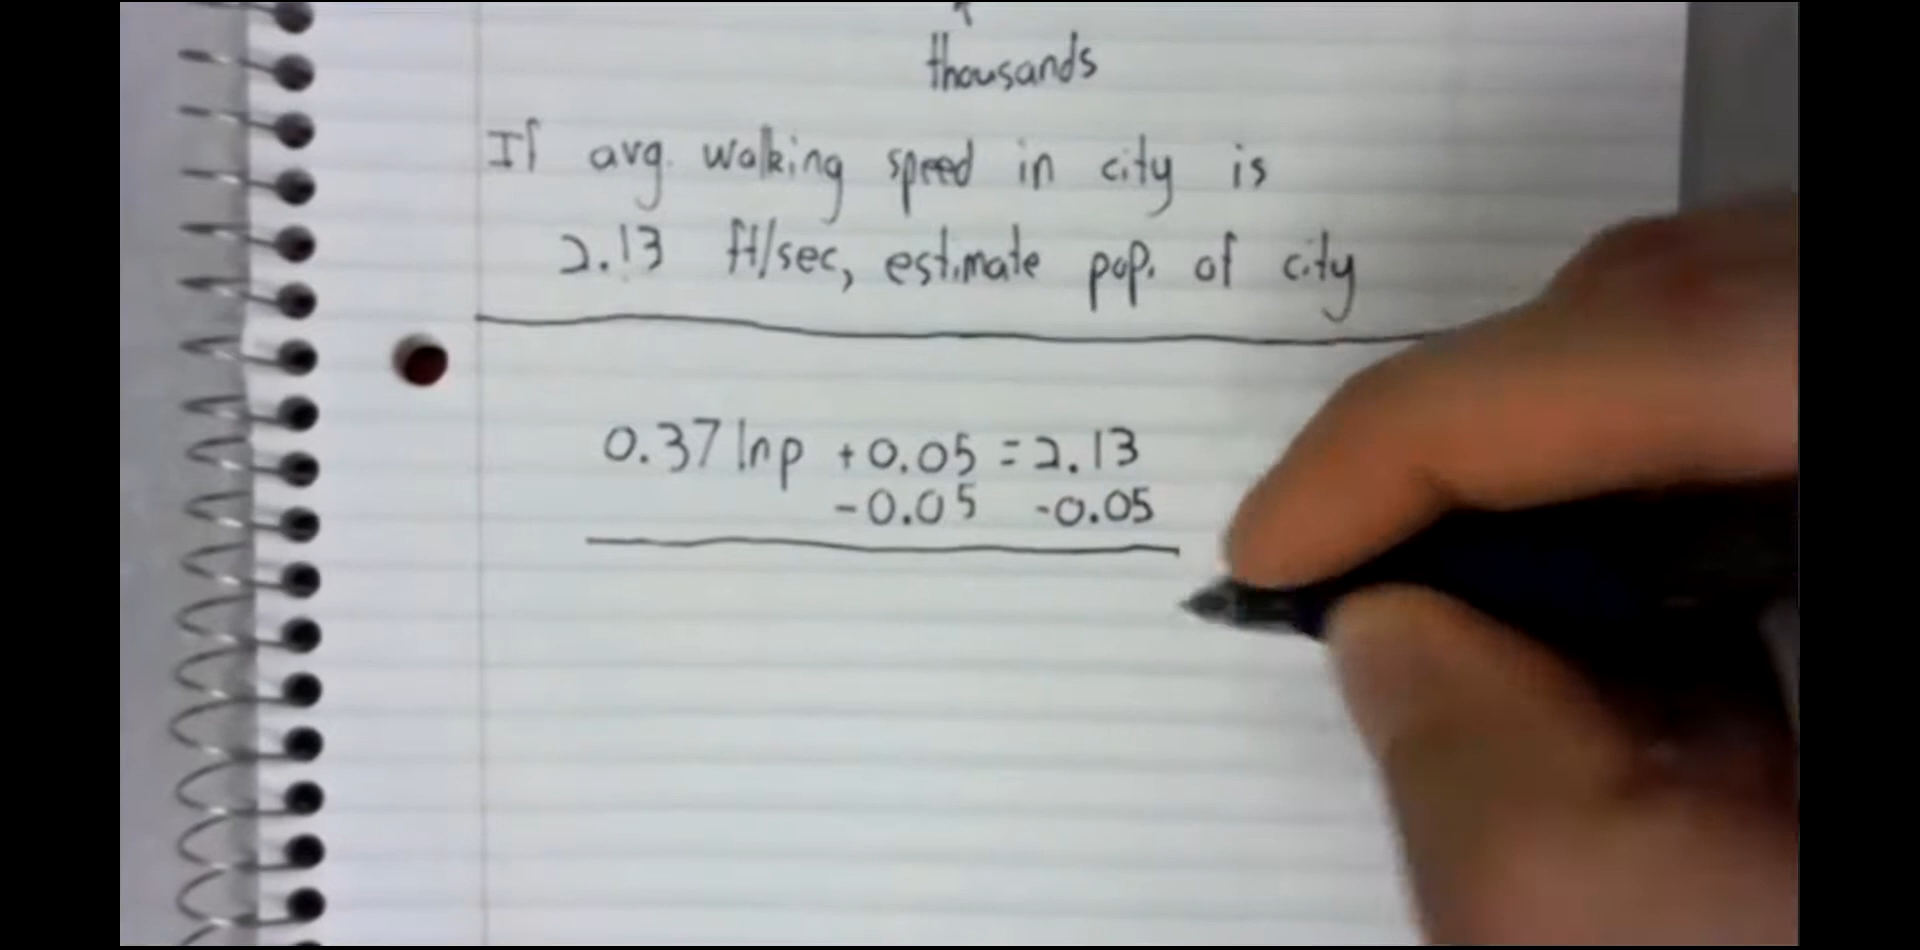 thousands
If avg. walking speed in city is
2.13 ft/sec, estimate pop. of city
0.37 ln p + 0.05 = 2.13
- 0.05 - 0.05